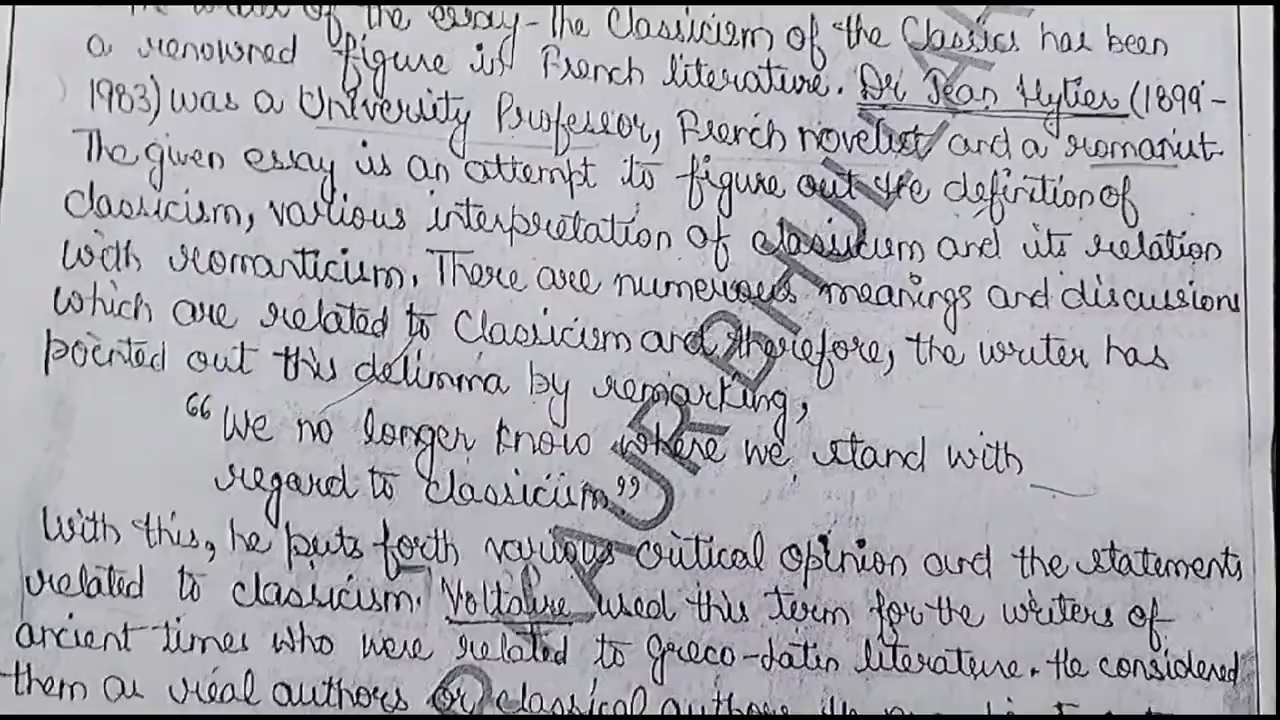 The writer of the essay - the Classicism of the Classics has been
a renowned figure in French literature. Dr Jean Hytier (1899 -
1983) was a University Professor, French novelist and a romanist
The given essay is an attempt to figure out the definition of
classicism, various interpretation of classicism and its relation
with romanticism. There are numerous meanings and discussions
which are related to Classicism and therefore, the writer has
pointed out this delimma by remarking,
“We no longer know where we stand with
regard to classicism.”
With this, he puts forth various critical opinion and the statements
related to classicism. Voltaire used this term for the writers of
ancient times who were related to Greco-Latin literature. He considered
them as real authors or classical authors.